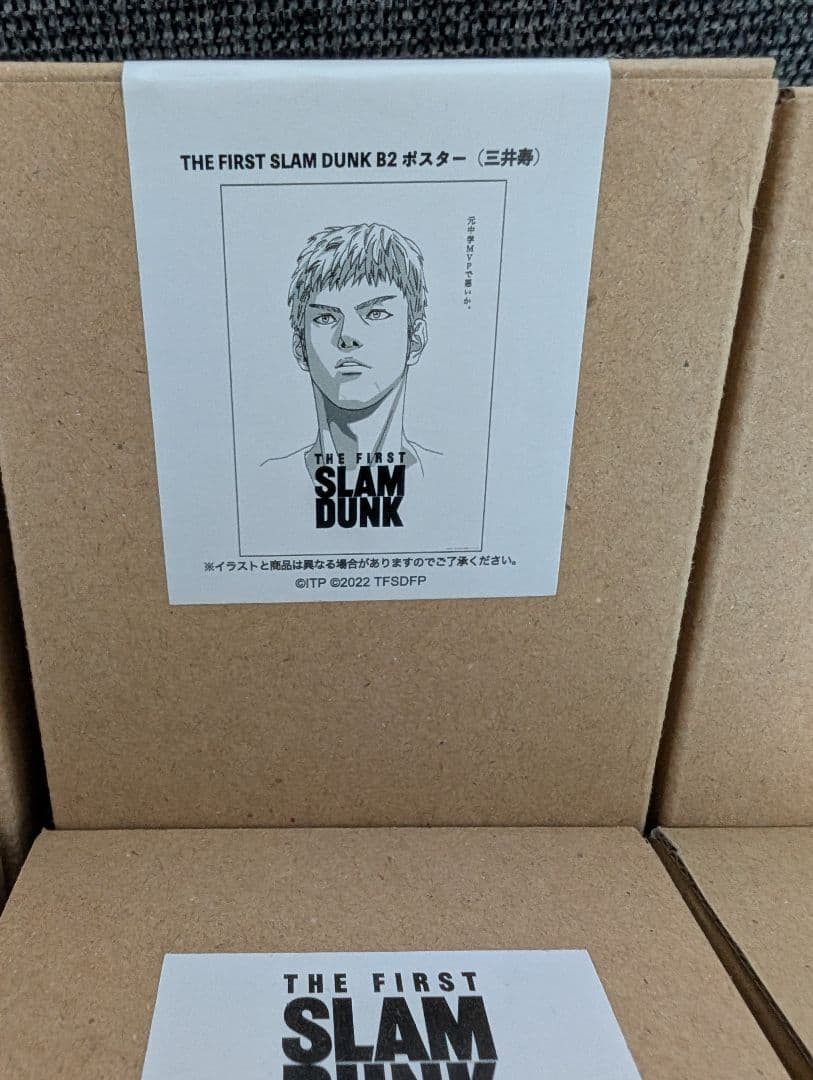 THE FIRST SLAM DUNK B2 ポスター（三井寿）
元中学MVPで悪いか。
THE FIRST
SLAM
DUNK
※イラストと商品は異なる場合がありますのでご了承ください。
©ITP ©2022 TFSDFP
THE FIRST
SLAM
DUNK